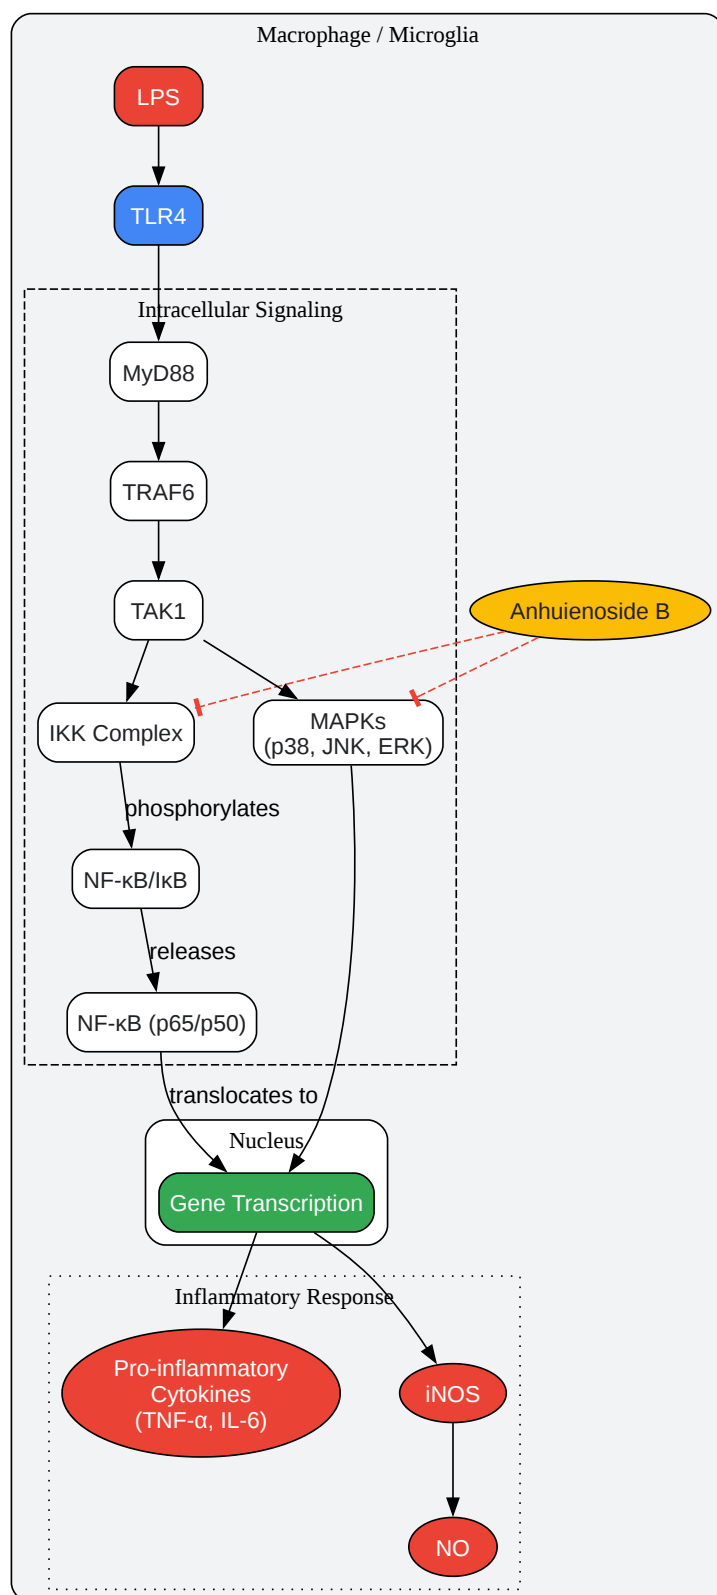 Macrophage / Microglia
LPS
TLR4
Intracellular Signaling
MyD88
TRAF6
TAK1
Anhuienoside B
IKK Complex
MAPKs
(p38, JNK, ERK)
phosphorylates
NF-κB/IκB
releases
NF-κB (p65/p50)
translocates to
Nucleus
Gene Transcription
Inflammatory Response
Pro-inflammatory
Cytokines
(TNF-α, IL-6)
iNOS
NO